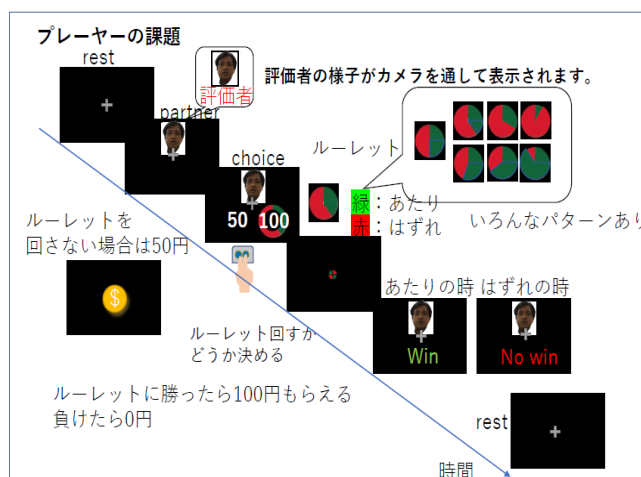 プレーヤーの課題
rest
評価者
評価者の様子がカメラを通して表示されます。
partner
choice
50
100
ルーレット
緑：あたり
赤：はずれ
いろんなパターンあり
ルーレットを
回さない場合は50円
$
ルーレット回すか
どうか決める
あたりの時
はずれの時
Win
No win
ルーレットに勝ったら100円もらえる
負けたら0円
rest
時間